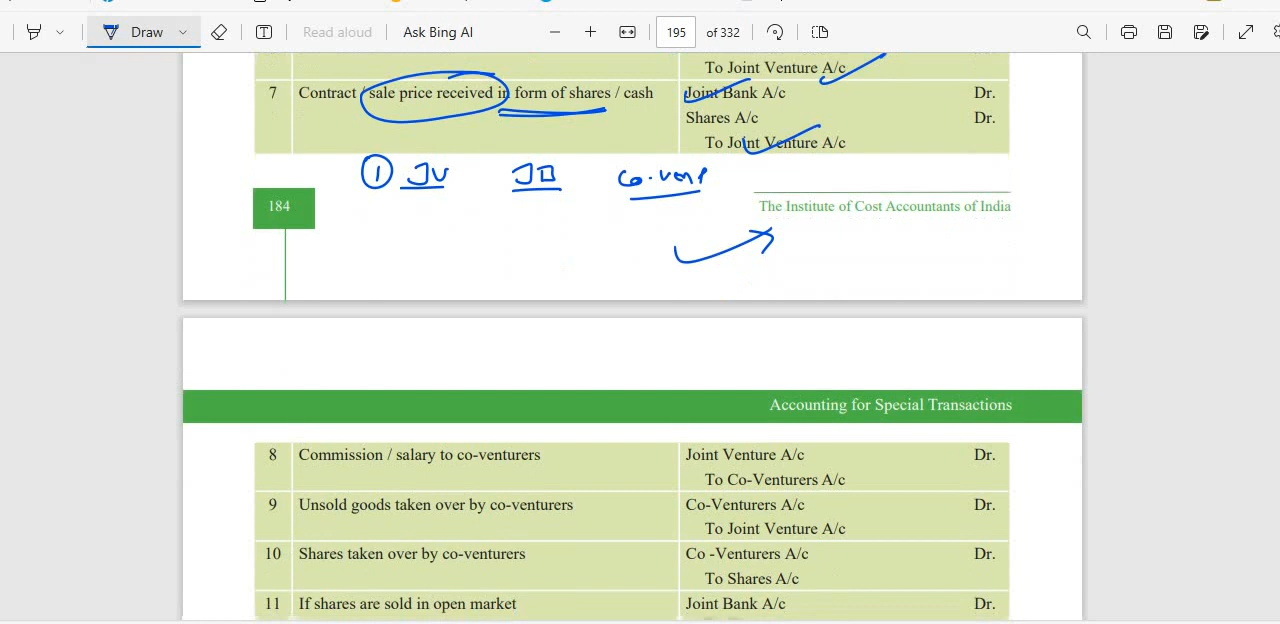 Draw
Read aloud
Ask Bing AI
195 of 332
To Joint Venture A/c
7 Contract / sale price received in form of shares / cash Joint Bank A/c Dr.
Shares A/c Dr.
To Joint Venture A/c
① JV JB Co-ven
184
The Institute of Cost Accountants of India
Accounting for Special Transactions
8 Commission / salary to co-venturers Joint Venture A/c Dr.
To Co-Venturers A/c
9 Unsold goods taken over by co-venturers Co-Venturers A/c Dr.
To Joint Venture A/c
10 Shares taken over by co-venturers Co -Venturers A/c Dr.
To Shares A/c
11 If shares are sold in open market Joint Bank A/c Dr.